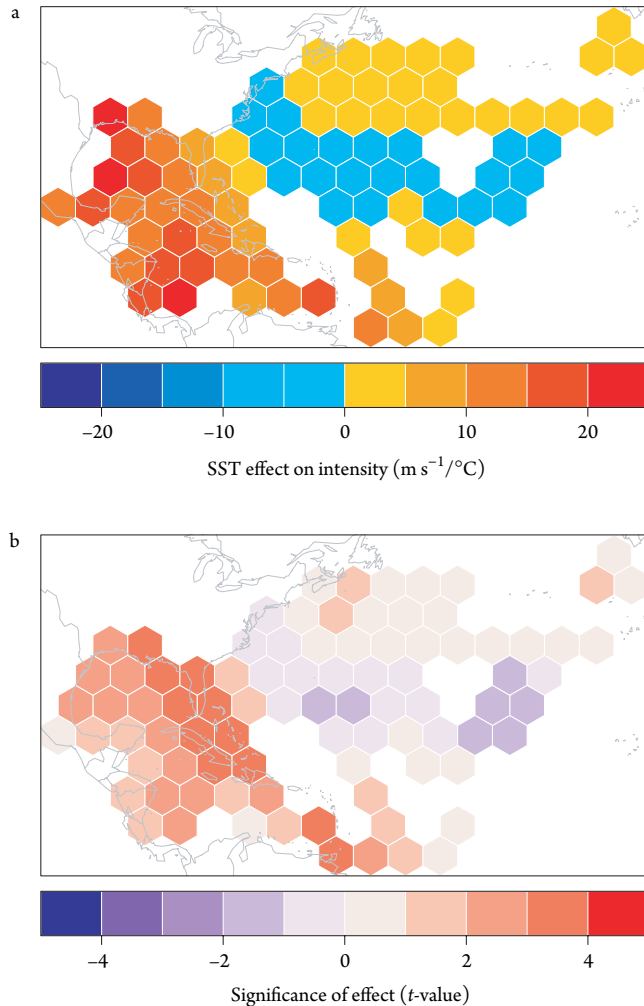 a
−20 −10 0 10 20
SST effect on intensity (m s⁻¹/°C)
b
−4 −2 0 2 4
Significance of effect (t-value)